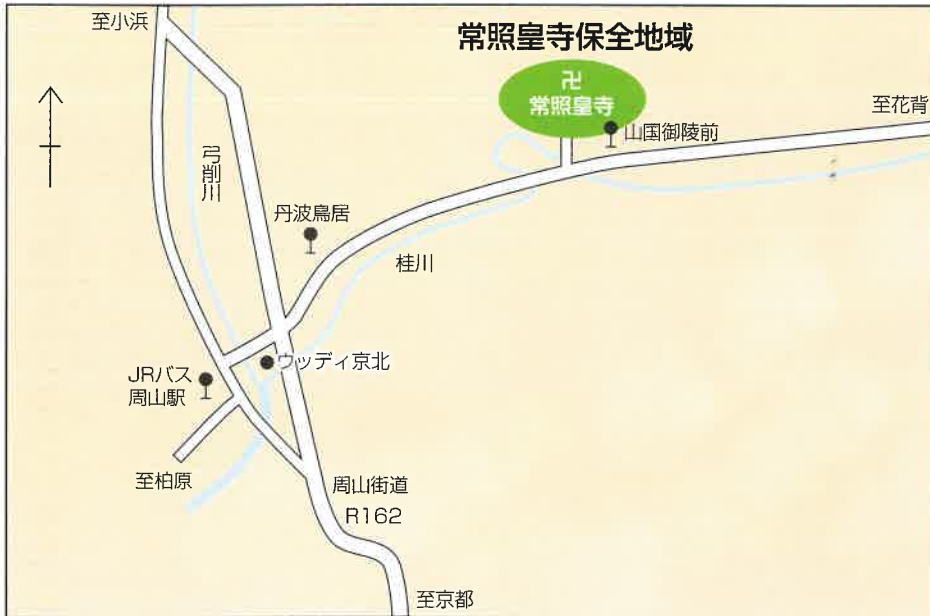 至小浜
常照皇寺保全地域
卍
常照皇寺
至花背
山国御陵前
弓削川
丹波鳥居
桂川
ウッディ京北
JRバス
周山駅
至柏原
周山街道
R162
至京都